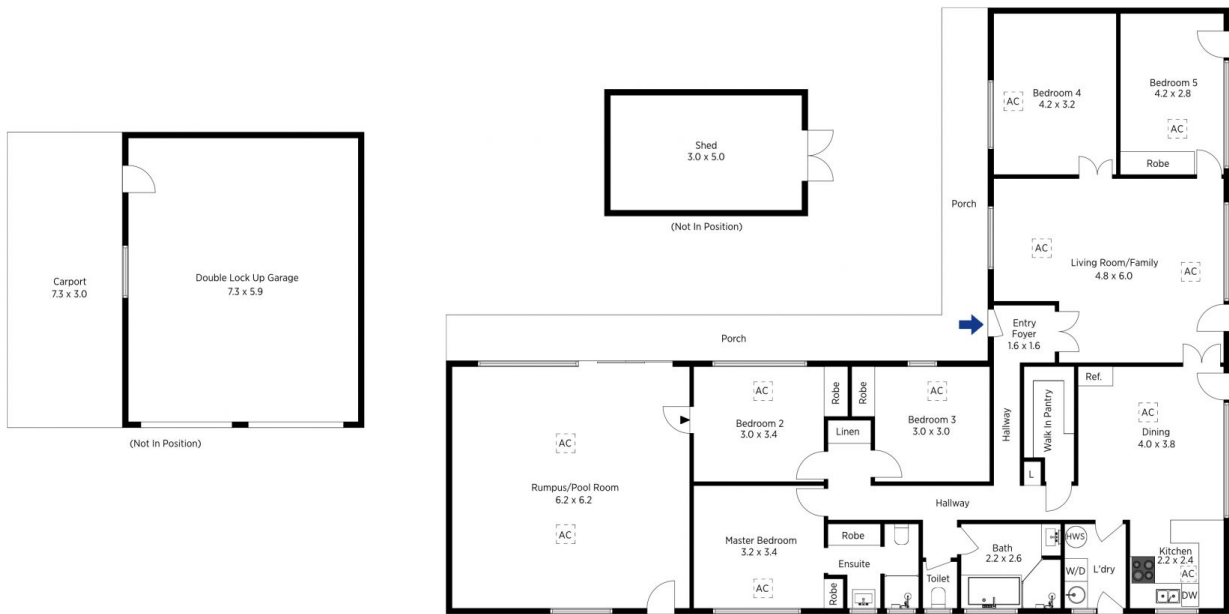 Carport
7.3 x 3.0
Double Lock Up Garage
7.3 x 5.9
(Not In Position)
Shed
3.0 x 5.0
(Not In Position)
Porch
Porch
Bedroom 4
4.2 x 3.2
AC
Bedroom 5
4.2 x 2.8
AC
Robe
AC
Living Room/Family
4.8 x 6.0
AC
Entry
Foyer
1.6 x 1.6
Hallway
Walk In Pantry
L
Ref.
AC
Dining
4.0 x 3.8
AC
Rumpus/Pool Room
6.2 x 6.2
AC
AC
Bedroom 2
3.0 x 3.4
Robe
Robe
AC
Bedroom 3
3.0 x 3.0
Linen
Hallway
Master Bedroom
3.2 x 3.4
AC
Robe
Ensuite
Robe
Toilet
Bath
2.2 x 2.6
HWS
W/D
L'dry
Kitchen
2.2 x 2.4
AC
DW